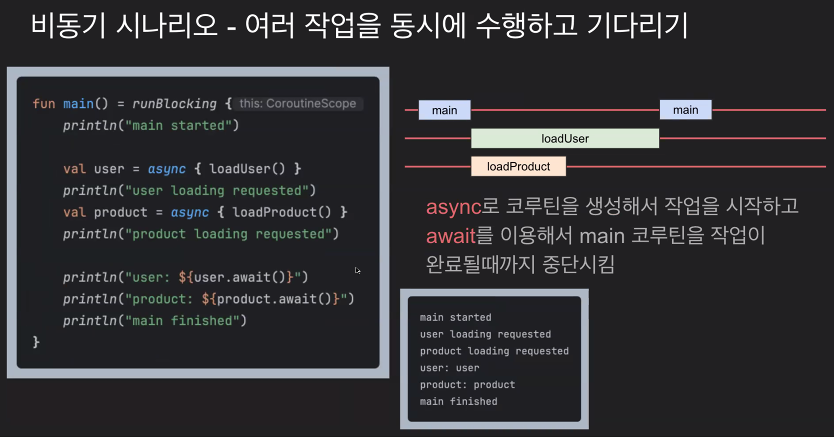 비동기 시나리오 - 여러 작업을 동시에 수행하고 기다리기
fun main() = runBlocking { this: CoroutineScope
println("main started")
val user = async { loadUser() }
println("user loading requested")
val product = async { loadProduct() }
println("product loading requested")
println("user: ${user.await()}")
println("product: ${product.await()}")
println("main finished")
}
main main
loadUser
loadProduct
async로 코루틴을 생성해서 작업을 시작하고
await를 이용해서 main 코루틴을 작업이
완료될때까지 중단시킴
main started
user loading requested
product loading requested
user: user
product: product
main finished